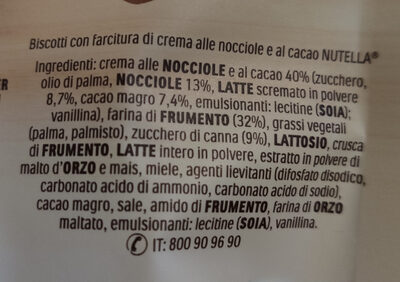 Biscotti con farcitura di crema alle nocciole e al cacao NUTELLA®
Ingredienti: crema alle NOCCIOLE e al cacao 40% (zucchero,
olio di palma, NOCCIOLE 13%, LATTE scremato in polvere
8,7%, cacao magro 7,4%, emulsionanti: lecitine (SOIA);
vanillina), farina di FRUMENTO (32%), grassi vegetali
(palma, palmisto), zucchero di canna (9%), LATTOSIO, crusca
di FRUMENTO, LATTE intero in polvere, estratto in polvere di
malto d'ORZO e mais, miele, agenti lievitanti (difosfato disodico,
carbonato acido di ammonio, carbonato acido di sodio),
cacao magro, sale, amido di FRUMENTO, farina di ORZO
maltato, emulsionanti: lecitine (SOIA), vanillina.
IT: 800 90 96 90